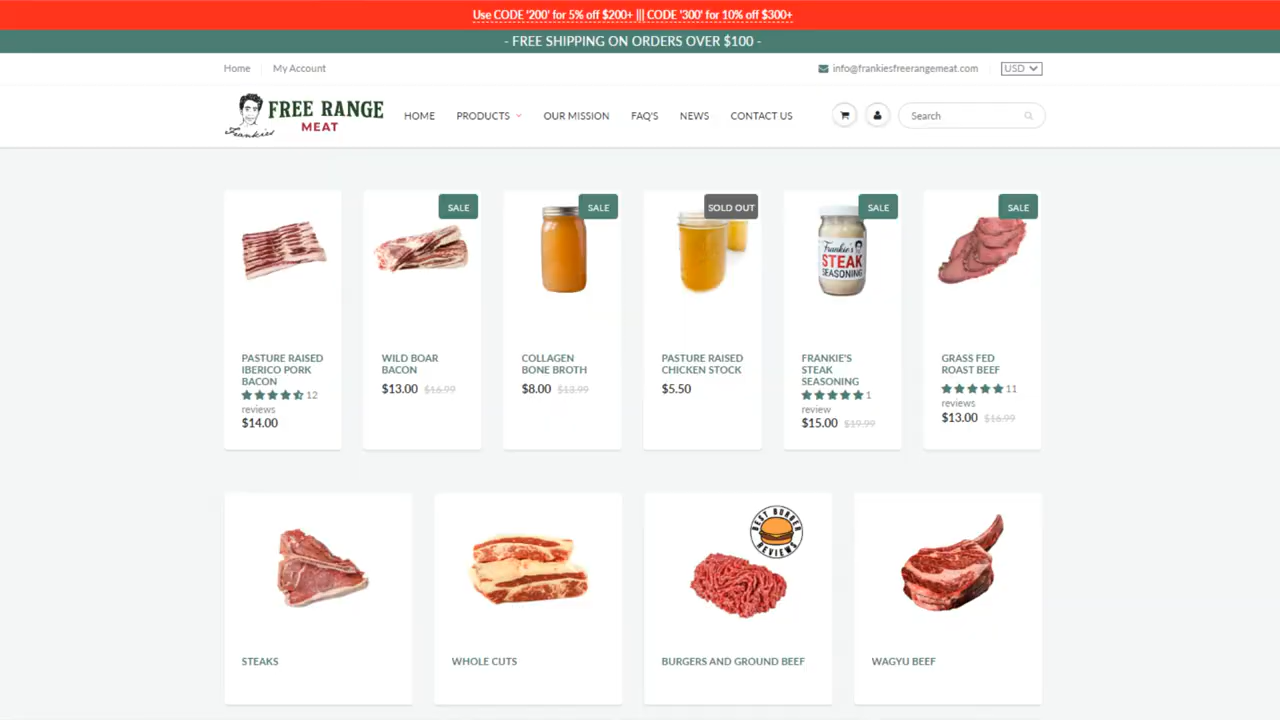 Use CODE '200' for 5% off $200+ ||| CODE '300' for 10% off $300+
- FREE SHIPPING ON ORDERS OVER $100 -
Home
My Account
info@frankiesfreerangemeat.com
USD
Frankies
FREE RANGE
MEAT
HOME
PRODUCTS
OUR MISSION
FAQ'S
NEWS
CONTACT US
Search
SALE
SALE
SOLD OUT
SALE
SALE
Frankie's
STEAK
SEASONING
PASTURE RAISED
IBERICO PORK
BACON
12
reviews
$14.00
WILD BOAR
BACON
$13.00 $16.99
COLLAGEN
BONE BROTH
$8.00 $13.99
PASTURE RAISED
CHICKEN STOCK
$5.50
FRANKIE'S
STEAK
SEASONING
1
review
$15.00 $19.99
GRASS FED
ROAST BEEF
11
reviews
$13.00 $16.99
BEST BURGER
REVIEWS
STEAKS
WHOLE CUTS
BURGERS AND GROUND BEEF
WAGYU BEEF